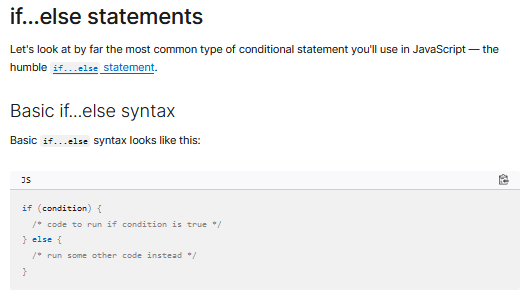 if...else statements
Let's look at by far the most common type of conditional statement you'll use in JavaScript — the
humble if...else statement.
Basic if...else syntax
Basic if...else syntax looks like this:
JS
if (condition) {
  /* code to run if condition is true */
} else {
  /* run some other code instead */
}